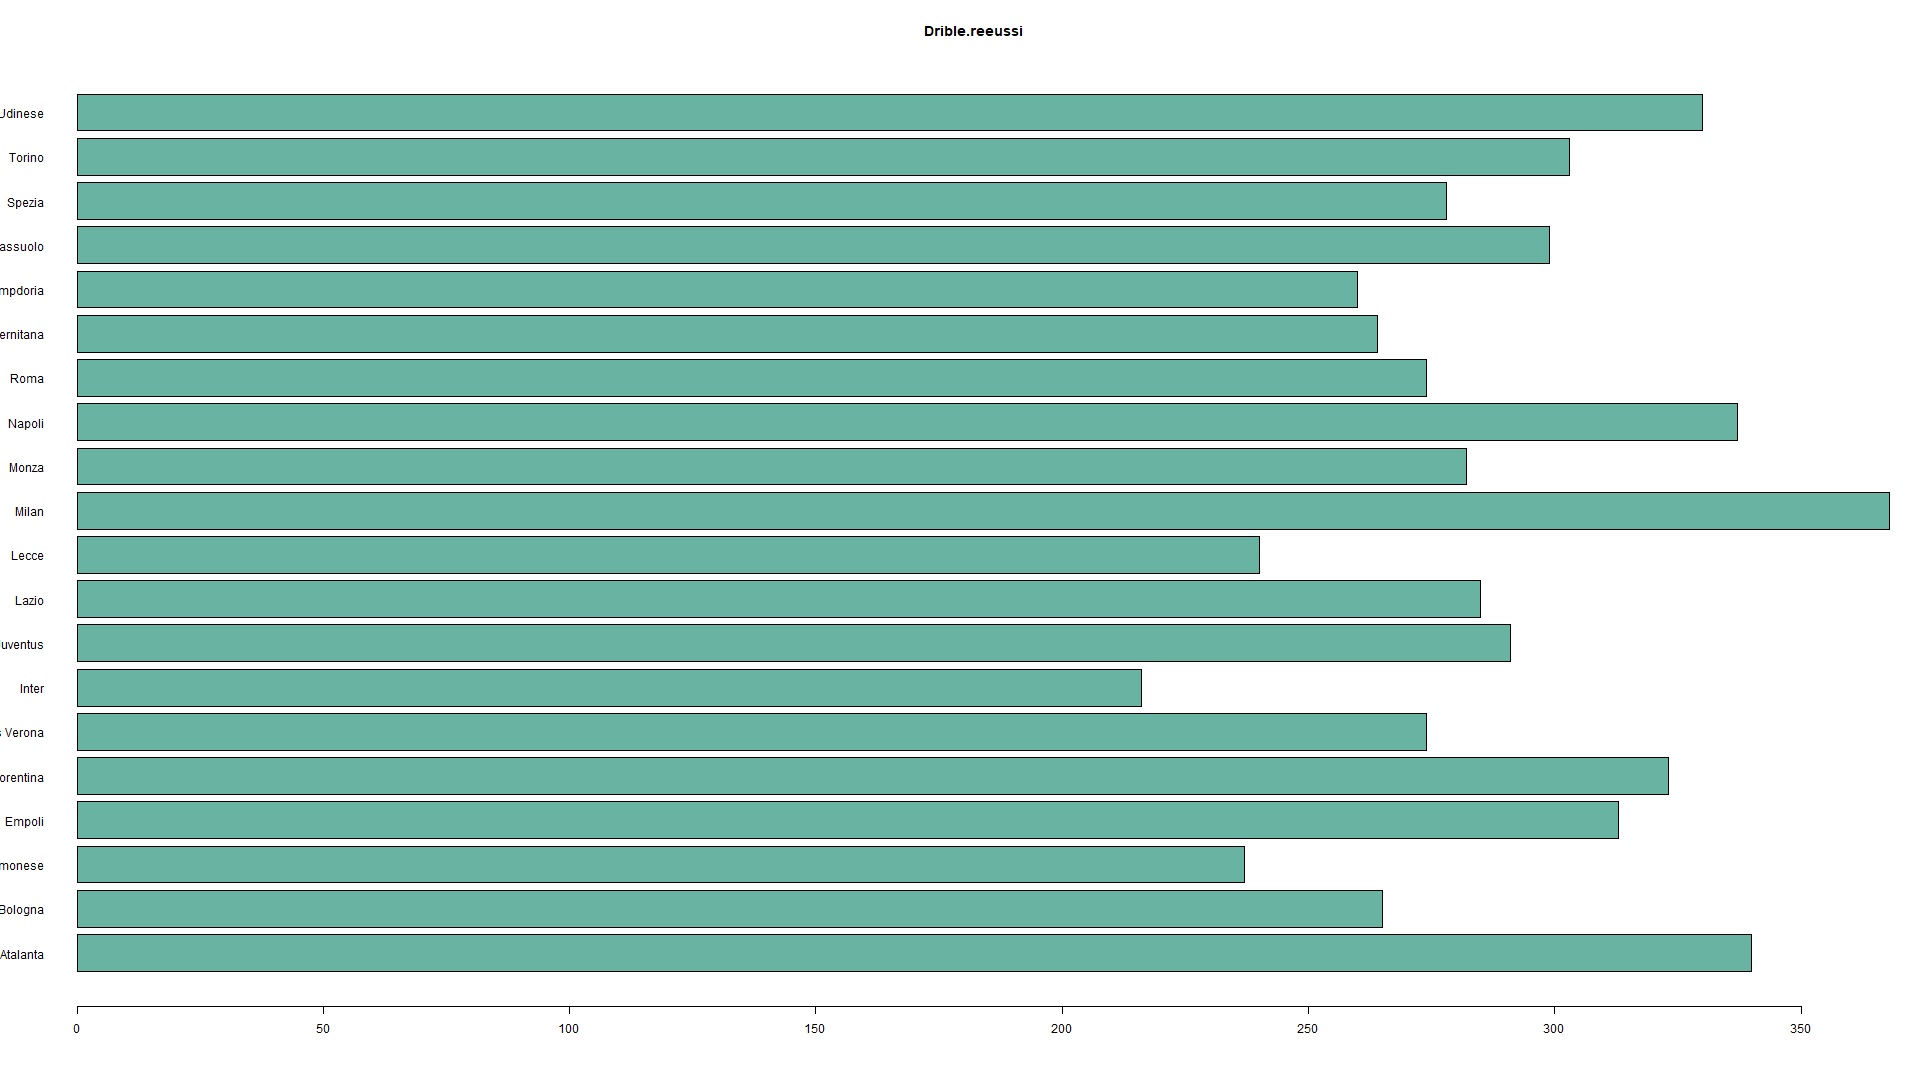 Drible.reeussi
Udinese
Torino
Spezia
assuolo
mpdoria
ernitana
Roma
Napoli
Monza
Milan
Lecce
Lazio
Juventus
Inter
s Verona
orentina
Empoli
monese
Bologna
Atalanta
0 50 100 150 200 250 300 350